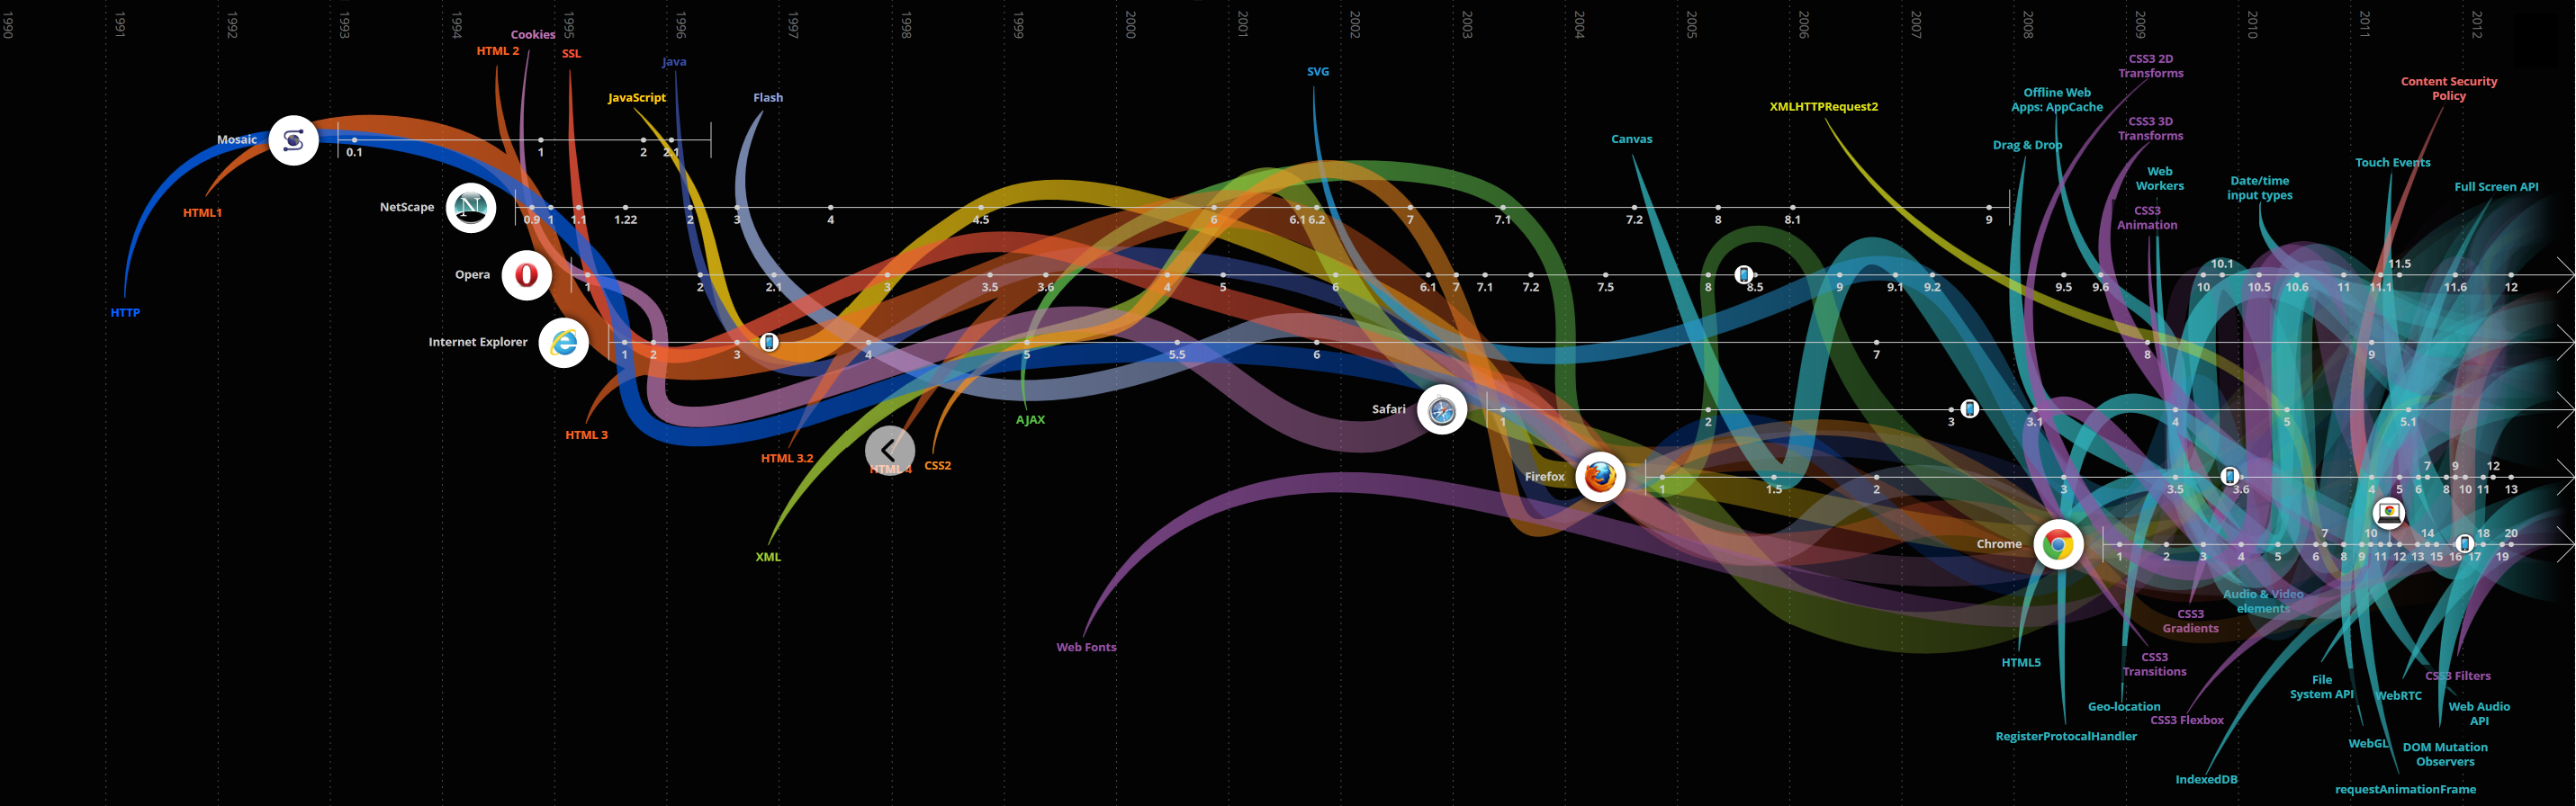 1990 1991 1992 1993 1994 1995 1996 1997 1998 1999 2000 2001 2002 2003 2004 2005 2006 2007 2008 2009 2010 2011 2012
Cookies
HTML 2
SSL
Java
JavaScript
Flash
SVG
XMLHTTPRequest2
Canvas
CSS3 2D
Transforms
Offline Web
Apps: AppCache
CSS3 3D
Transforms
Drag & Drop
Web
Workers
CSS3
Animation
Date/time
input types
Content Security
Policy
Touch Events
Full Screen API
Mosaic
0.1 1 2 2.1
HTML1
NetScape
0.9 1 1.1 1.22 2 3 4 4.5 6 6.1 6.2 7 7.1 7.2 8 8.1 9
Opera
10.1 11.5
1 2 2.1 3 3.5 3.6 4 5 6 6.1 7 7.1 7.2 7.5 8 8.5 9 9.1 9.2 9.5 9.6 10 10.5 10.6 11 11.1 11.6 12
HTTP
Internet Explorer
1 2 3 4 5 5.5 6 7 8 9
Safari
1 2 3 3.1 4 5 5.1
HTML 3
AJAX
HTML 3.2
HTML 4
CSS2
Firefox
7 9 12
1 1.5 2 3 3.5 3.6 4 5 6 8 10 11 13
XML
Chrome
7 10 14 18 20
1 2 3 4 5 6 8 9 11 12 13 15 16 17 19
Web Fonts
Audio & Video
elements
CSS3
Gradients
HTML5
CSS3
Transitions
CSS3 Filters
File
System API
WebRTC
Geo-location
CSS3 Flexbox
Web Audio
API
RegisterProtocalHandler
WebGL
DOM Mutation
Observers
IndexedDB
requestAnimationFrame